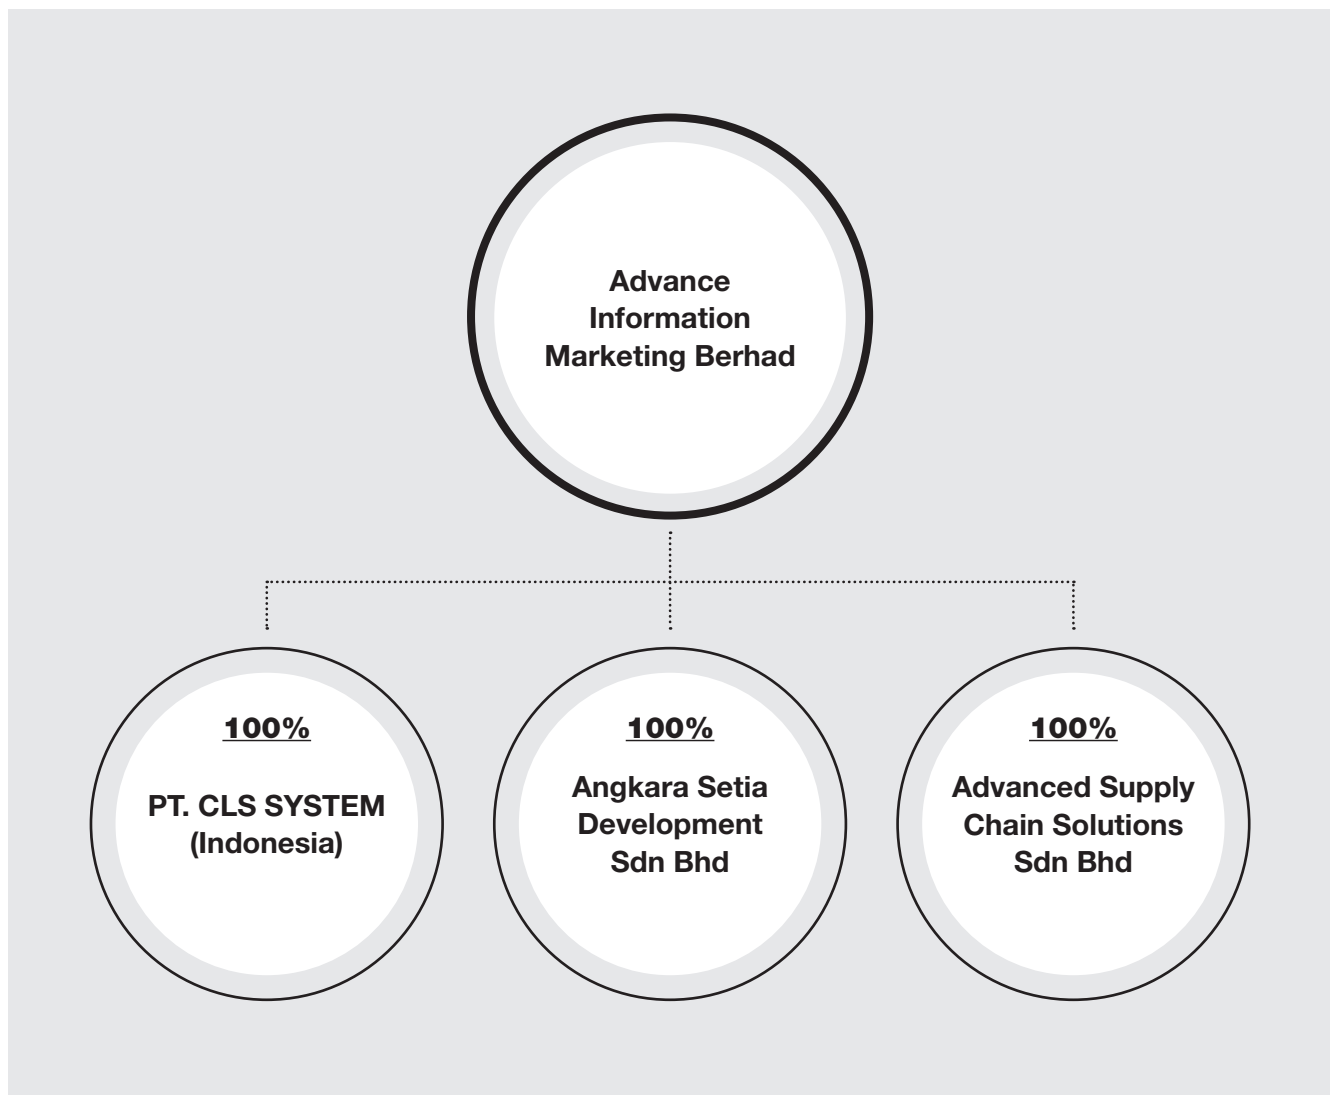 Advance
Information
Marketing Berhad
100%
PT. CLS SYSTEM
(Indonesia)
100%
Angkara Setia
Development
Sdn Bhd
100%
Advanced Supply
Chain Solutions
Sdn Bhd